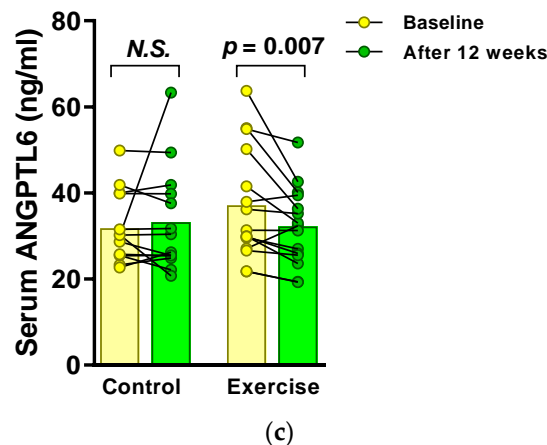 80
60
40
20
0
Serum ANGPTL6 (ng/ml)
N.S.
p = 0.007
Baseline
After 12 weeks
Control
Exercise
(c)